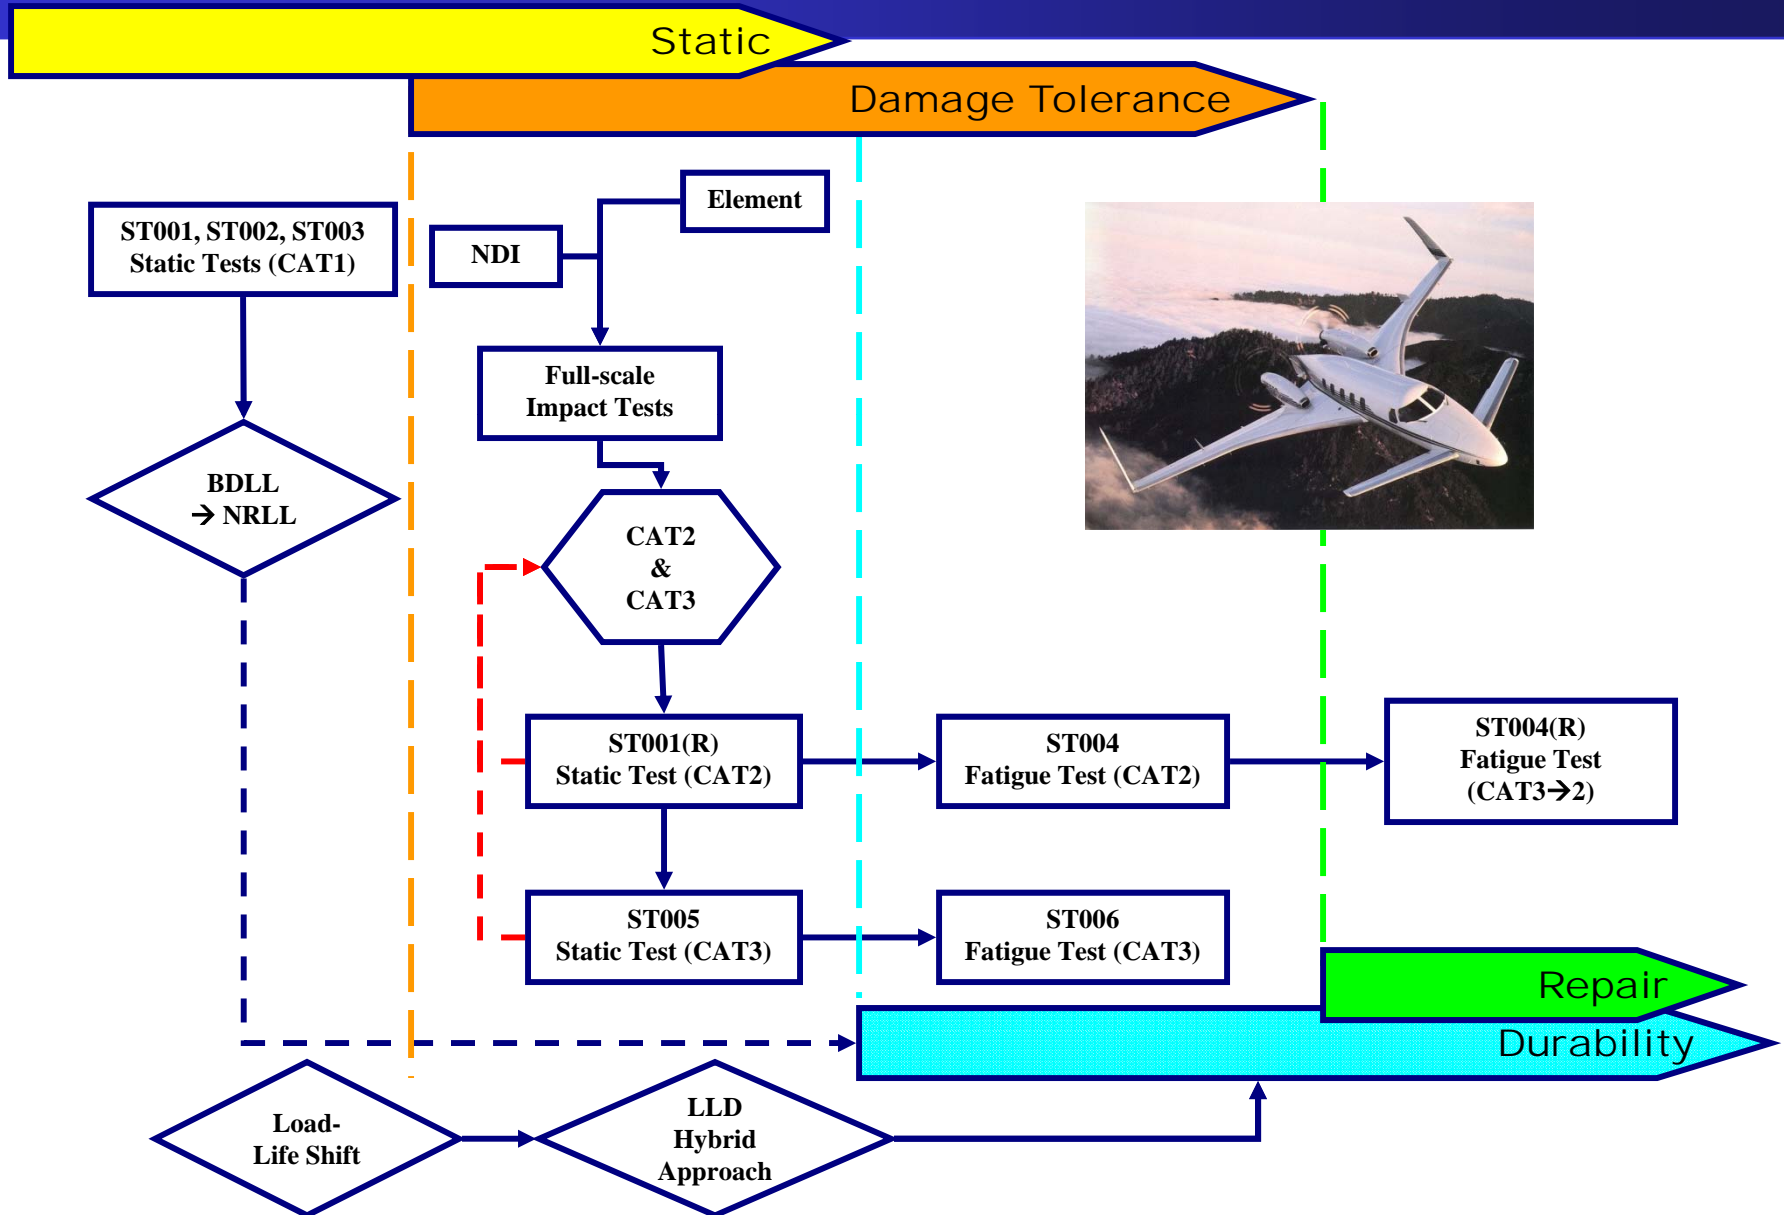 Static
Damage Tolerance
Element
NDI
ST001, ST002, ST003
Static Tests (CAT1)
Full-scale
Impact Tests
BDLL
→ NRLL
CAT2
&
CAT3
ST001(R)
Static Test (CAT2)
ST004
Fatigue Test (CAT2)
ST004(R)
Fatigue Test
(CAT3→2)
ST005
Static Test (CAT3)
ST006
Fatigue Test (CAT3)
Repair
Durability
Load-
Life Shift
LLD
Hybrid
Approach